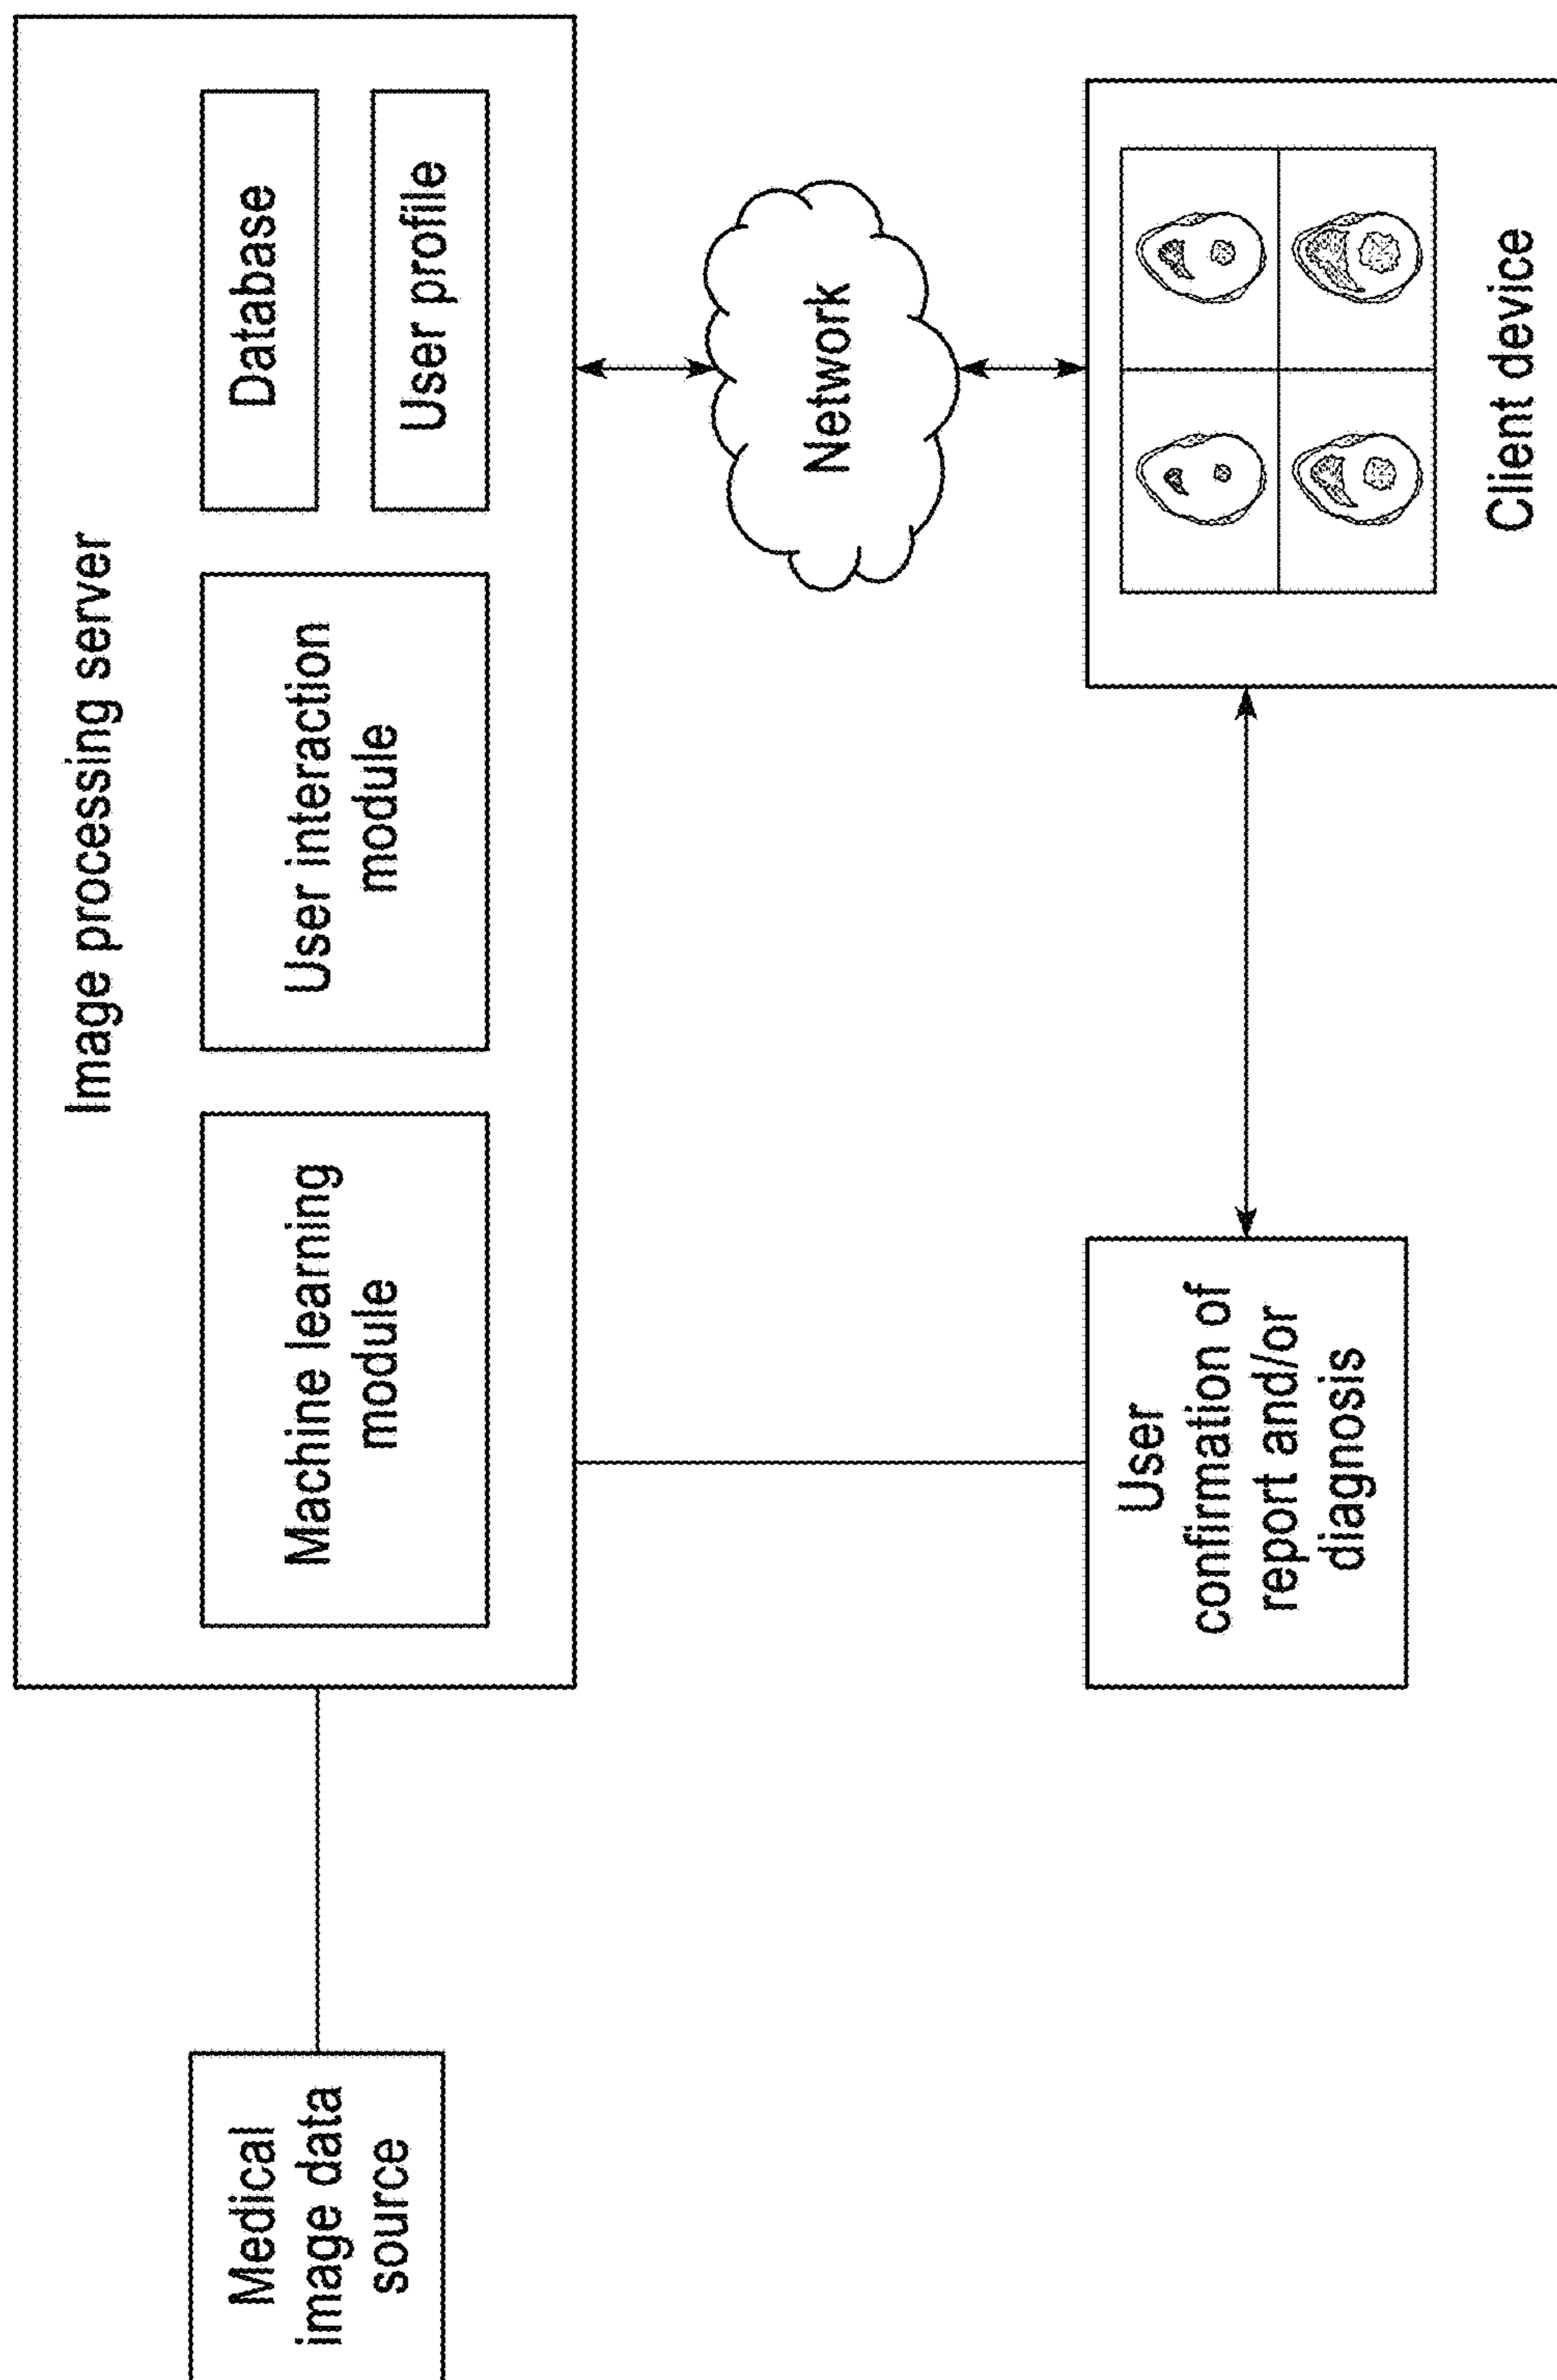 Image processing server
Medical
image data
source
Machine learning
module
User interaction
module
Database
User profile
Network
User
confirmation of
report and/or
diagnosis
Client device